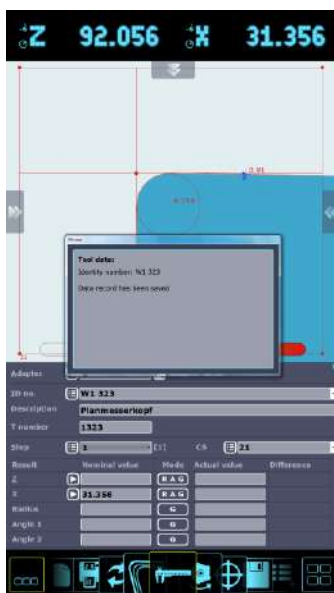 Z 92.056 X 31.356
Tool data:
Identity number: W1 323
Data record has been saved
Adapter
ID no. W1 323
Description Planmesserkopf
T number 1323
Step 1 [1] CS 21
Result Nominal value Mode Actual value Difference
Z R A G
X 31.356 R A G
Radius G
Angle 1 G
Angle 2 G